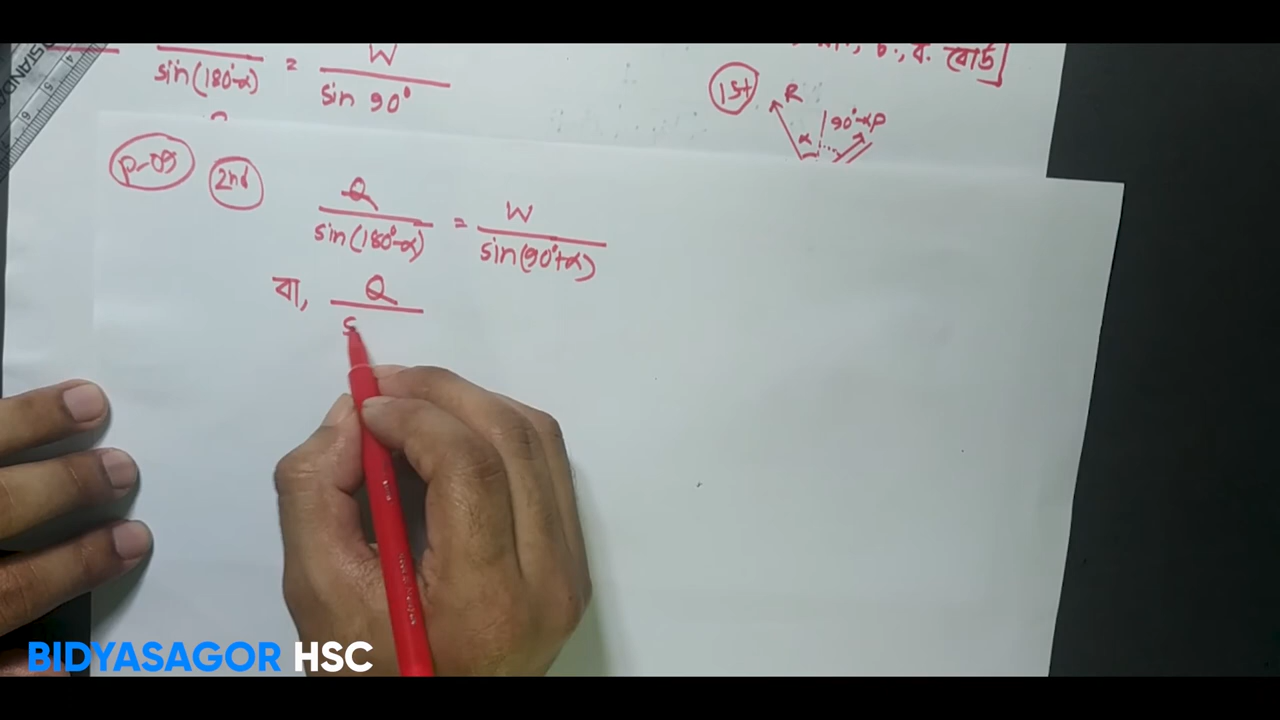 ব. বোর্ড]
W
sin(180°-α) = sin 90°
1st R
α 90°-α P
P-09 2nd
Q W
sin(180°-α) = sin(90°+α)
বা, Q
s
BIDYASAGOR HSC